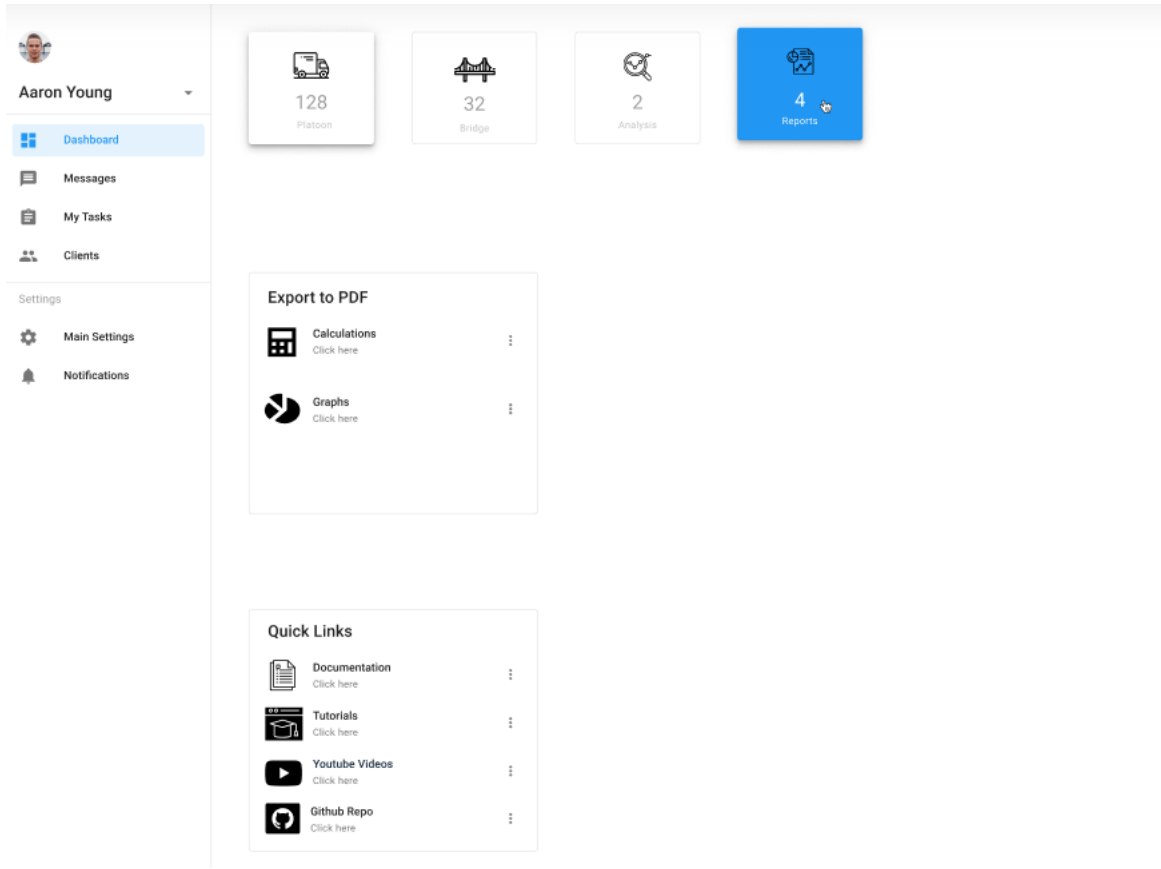 Aaron Young
Dashboard
Messages
My Tasks
Clients
Settings
Main Settings
Notifications
128
Platoon
32
Bridge
2
Analysis
4
Reports
Export to PDF
Calculations
Click here
Graphs
Click here
Quick Links
Documentation
Click here
Tutorials
Click here
Youtube Videos
Click here
Github Repo
Click here